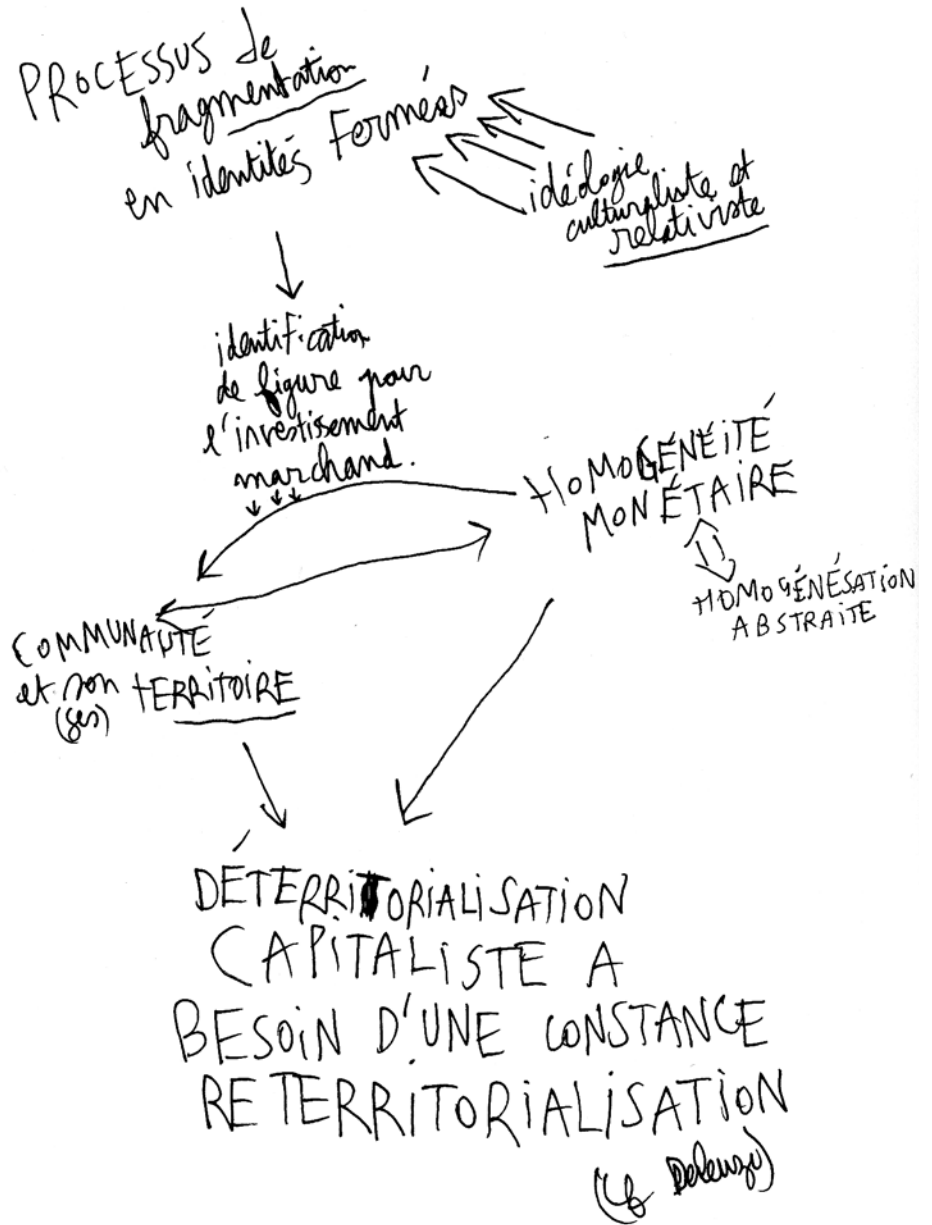 PROCESSUS de
fragmentation
en identités Fermées
idéologie
culturaliste et
relativiste
identification
de figure pour
l'investissement
marchand.
HOMOGÉNÉITÉ
MONÉTAIRE
HOMOGÉNÉSATION
ABSTRAITE
COMMUNAUTÉ
et son TERRITOIRE
(ses)
DÉTERRITORIALISATION
CAPITALISTE A
BESOIN D'UNE CONSTANCE
RETERRITORIALISATION
(cf Deleuze)